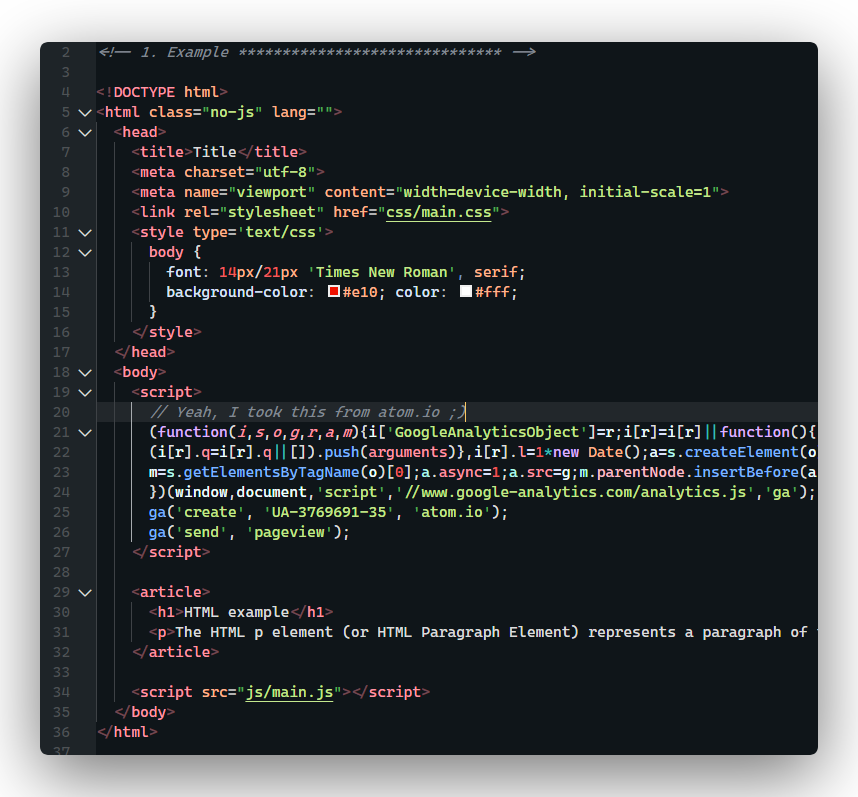 2 <!-- 1. Example ****************************** -->
3
4 <!DOCTYPE html>
5 <html class="no-js" lang="">
6 <head>
7 <title>Title</title>
8 <meta charset="utf-8">
9 <meta name="viewport" content="width=device-width, initial-scale=1">
10 <link rel="stylesheet" href="css/main.css">
11 <style type='text/css'>
12 body {
13 font: 14px/21px 'Times New Roman', serif;
14 background-color: #e10; color: #fff;
15 }
16 </style>
17 </head>
18 <body>
19 <script>
20 // Yeah, I took this from atom.io ;)
21 (function(i,s,o,g,r,a,m){i['GoogleAnalyticsObject']=r;i[r]=i[r]||function(){
22 (i[r].q=i[r].q||[]).push(arguments)},i[r].l=1*new Date();a=s.createElement(o
23 m=s.getElementsByTagName(o)[0];a.async=1;a.src=g;m.parentNode.insertBefore(a
24 })(window,document,'script','//www.google-analytics.com/analytics.js','ga');
25 ga('create', 'UA-3769691-35', 'atom.io');
26 ga('send', 'pageview');
27 </script>
28
29 <article>
30 <h1>HTML example</h1>
31 <p>The HTML p element (or HTML Paragraph Element) represents a paragraph of
32 </article>
33
34 <script src="js/main.js"></script>
35 </body>
36 </html>
37